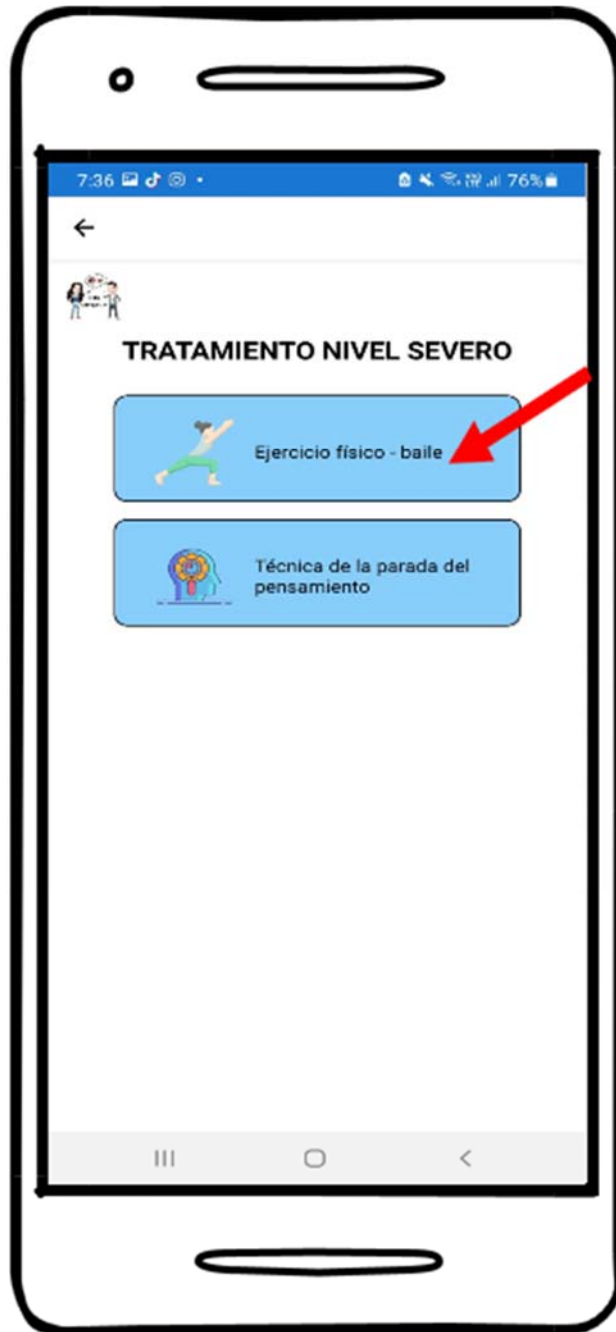 7:36
76%
TRATAMIENTO NIVEL SEVERO
Ejercicio físico - baile
Técnica de la parada del
pensamiento